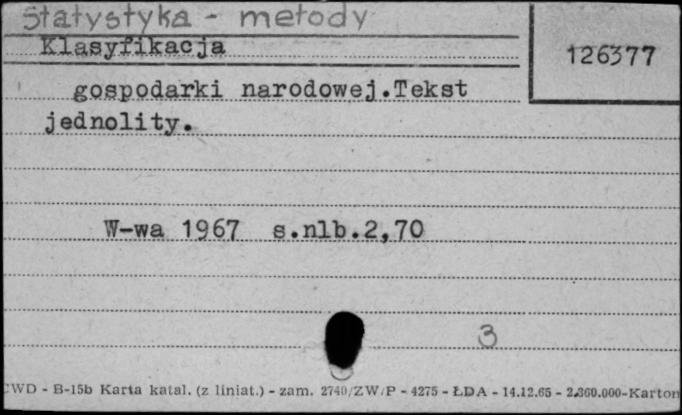 Statystyka - metody
126377
Klasyfikacja
gospodarki narodowej.Tekst
jednolity.
W-wa 1967 s.nlb.2,70
3
CWD - B-15b Karta katal. (z liniat.) - zam. 2740/ZW/P - 4275 - ŁDA - 14.12.65 - 2.360.000-Karton